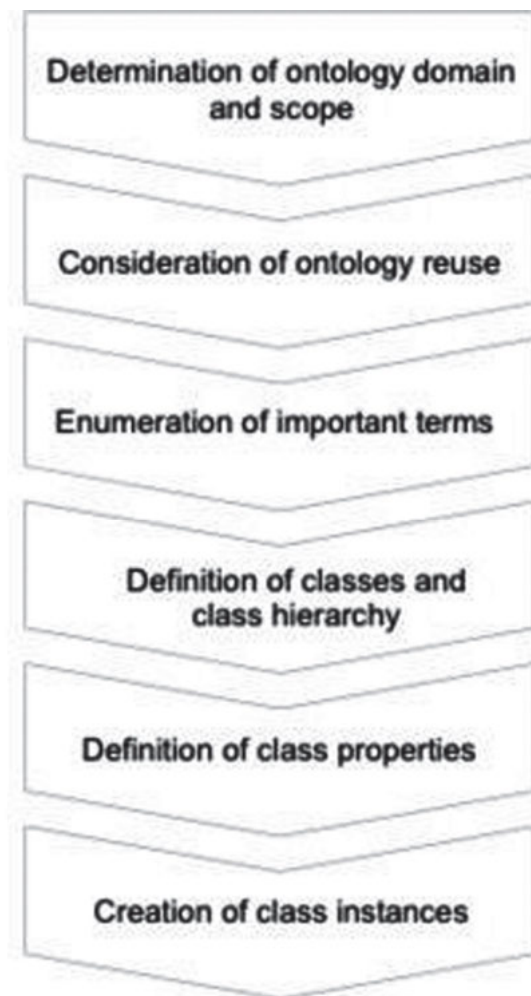 Determination of ontology domain
and scope
Consideration of ontology reuse
Enumeration of important terms
Definition of classes and
class hierarchy
Definition of class properties
Creation of class instances